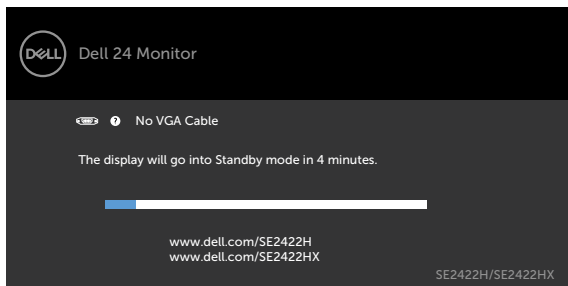 DELL Dell 24 Monitor
? No VGA Cable
The display will go into Standby mode in 4 minutes.
www.dell.com/SE2422H
www.dell.com/SE2422HX
SE2422H/SE2422HX